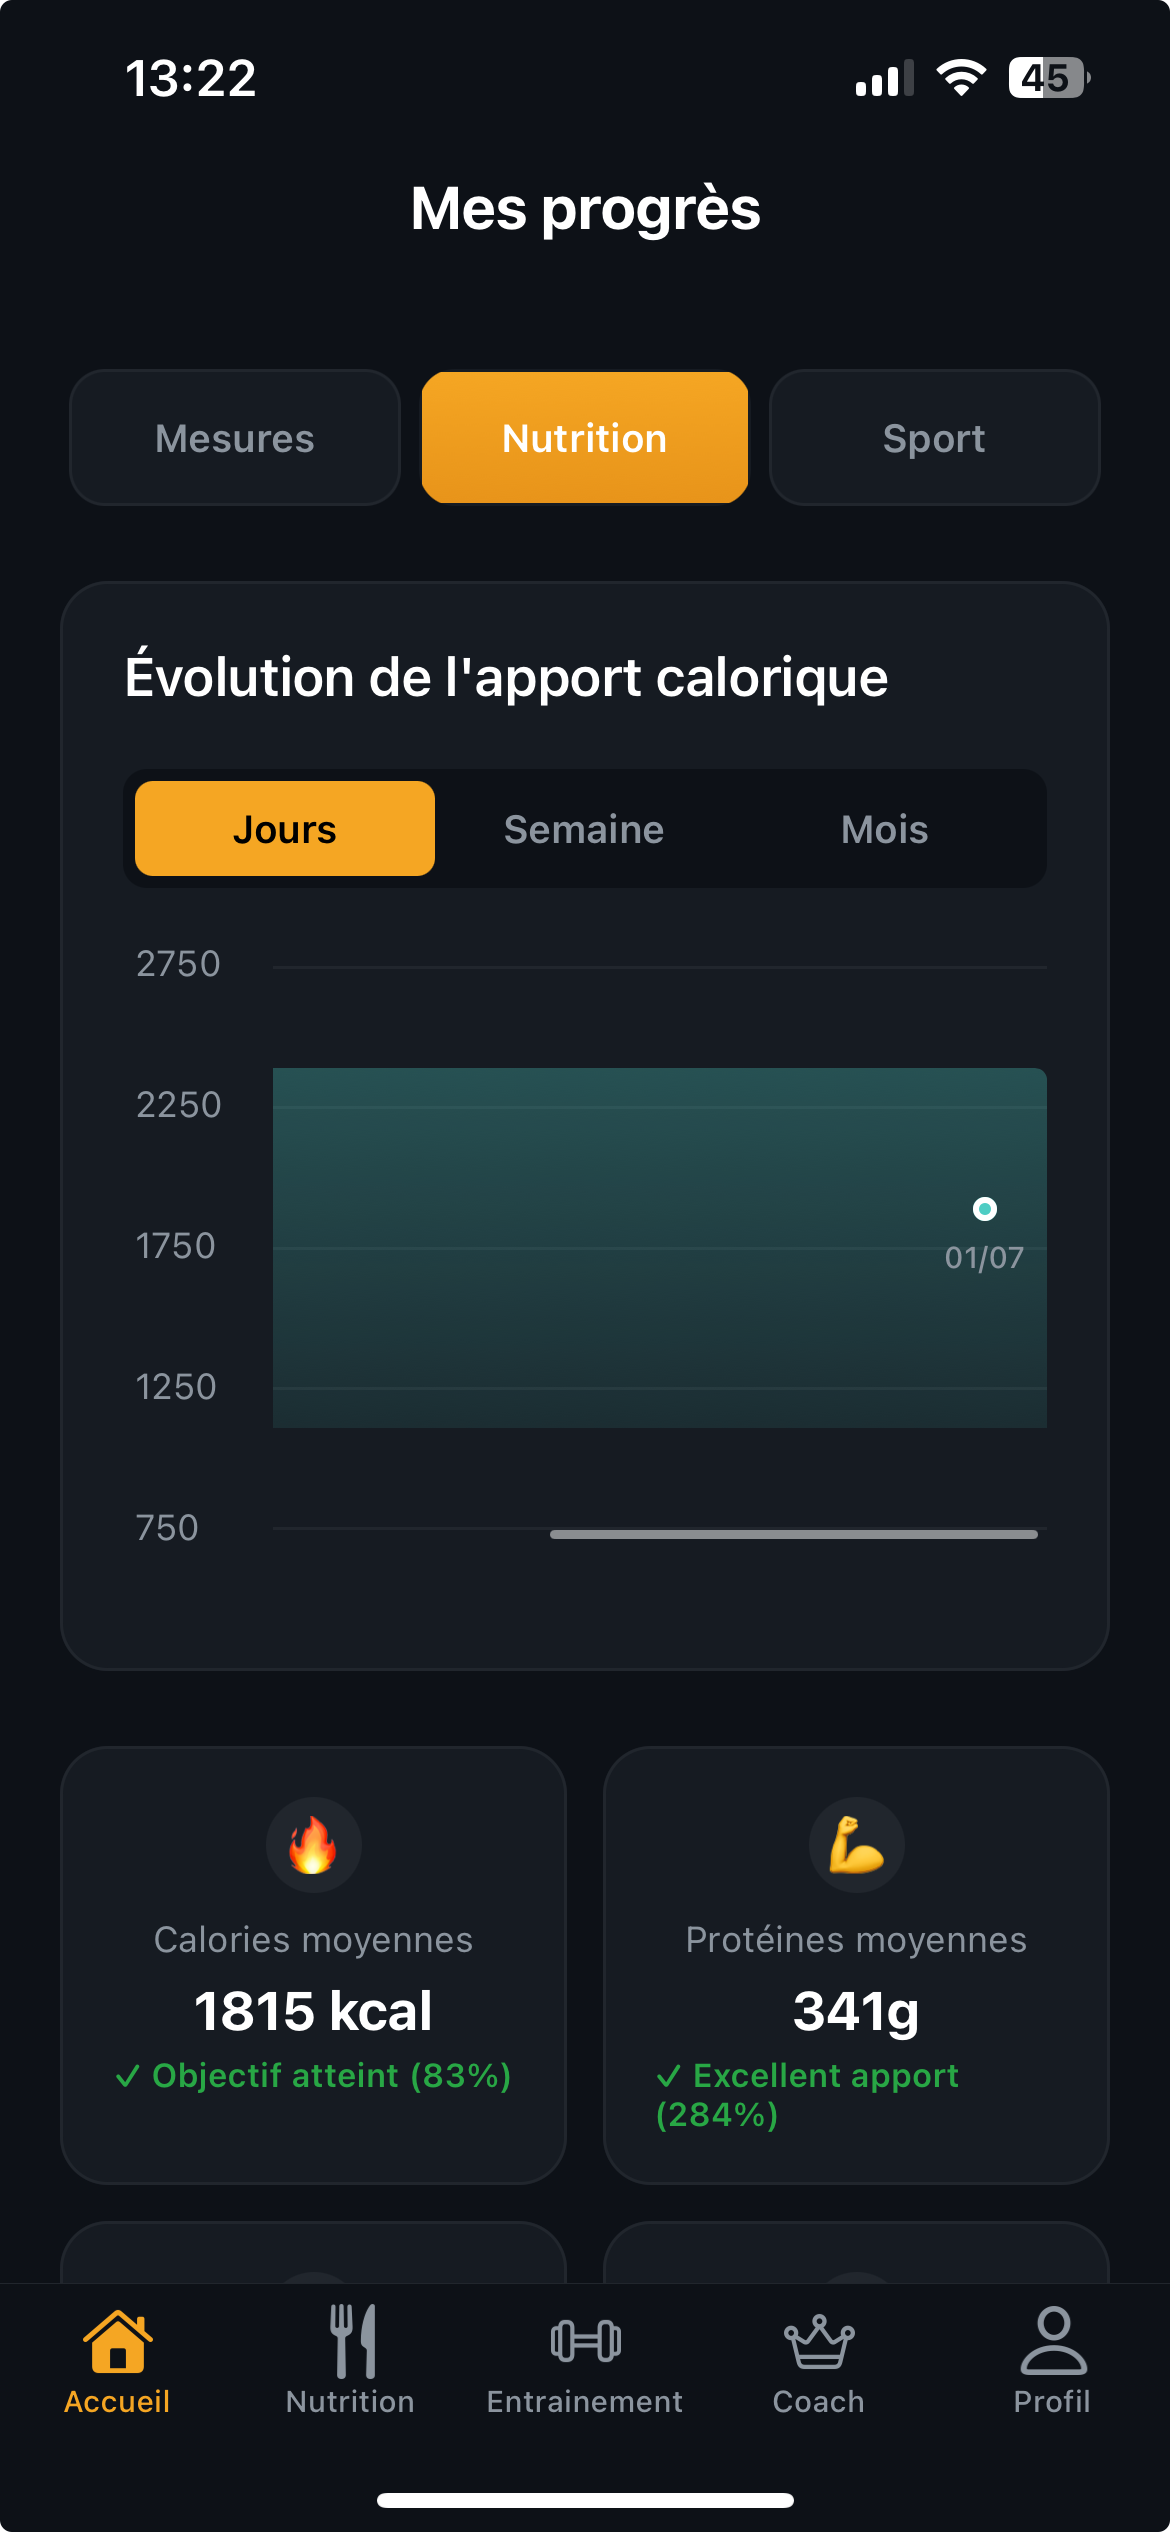 13:22
45
Mes progrès
Mesures
Nutrition
Sport
Évolution de l'apport calorique
Jours
Semaine
Mois
2750
2250
1750
01/07
1250
750
Calories moyennes
1815 kcal
✓ Objectif atteint (83%)
Protéines moyennes
341g
✓ Excellent apport
(284%)
Accueil
Nutrition
Entrainement
Coach
Profil